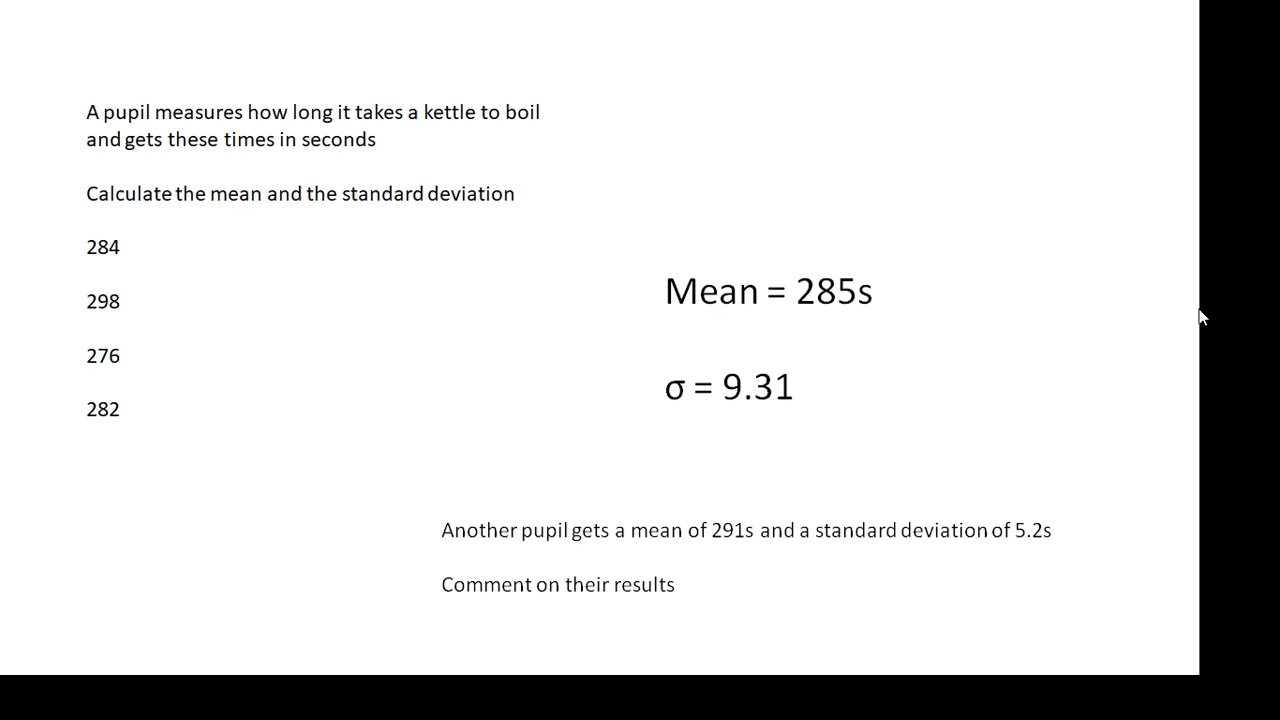 A pupil measures how long it takes a kettle to boil
and gets these times in seconds
Calculate the mean and the standard deviation
284
298
276
282
Mean = 285s
σ = 9.31
Another pupil gets a mean of 291s and a standard deviation of 5.2s
Comment on their results